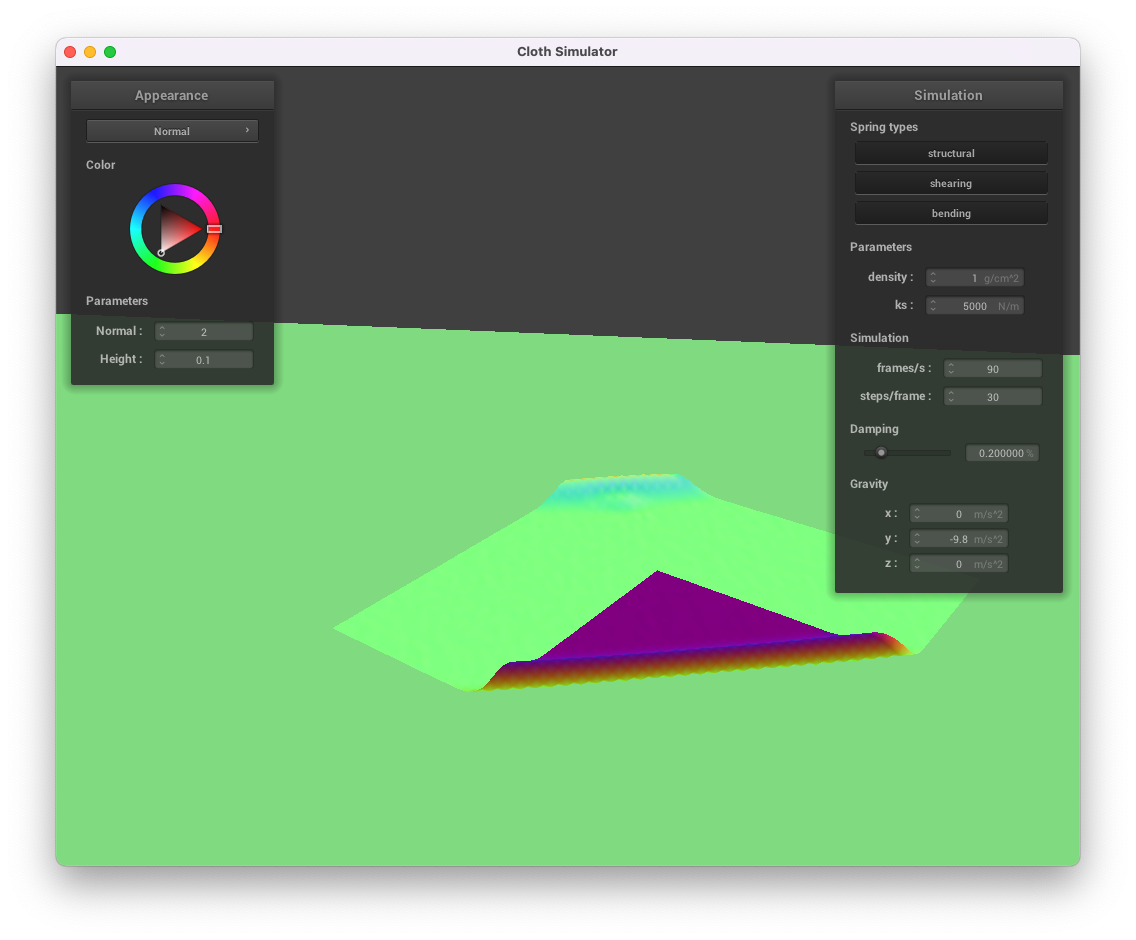 Cloth Simulator
Appearance
Normal ›
Color
Parameters
Normal : 2
Height : 0.1
Simulation
Spring types
structural
shearing
bending
Parameters
density : 1 g/cm^2
ks : 5000 N/m
Simulation
frames/s : 90
steps/frame : 30
Damping
0.200000 %
Gravity
x : 0 m/s^2
y : -9.8 m/s^2
z : 0 m/s^2